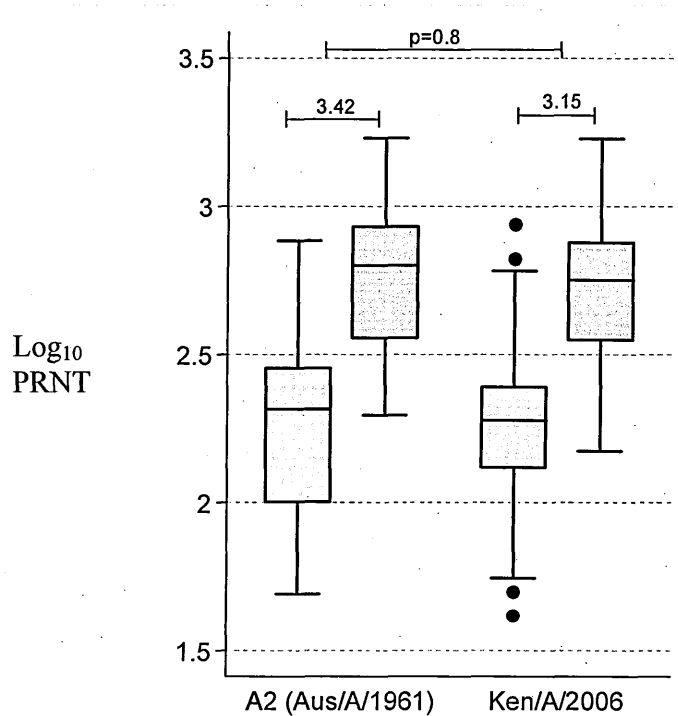 p=0.8
3.5
3.42
3.15
3
Log₁₀
PRNT
2.5
2
1.5
A2 (Aus/A/1961)
Ken/A/2006